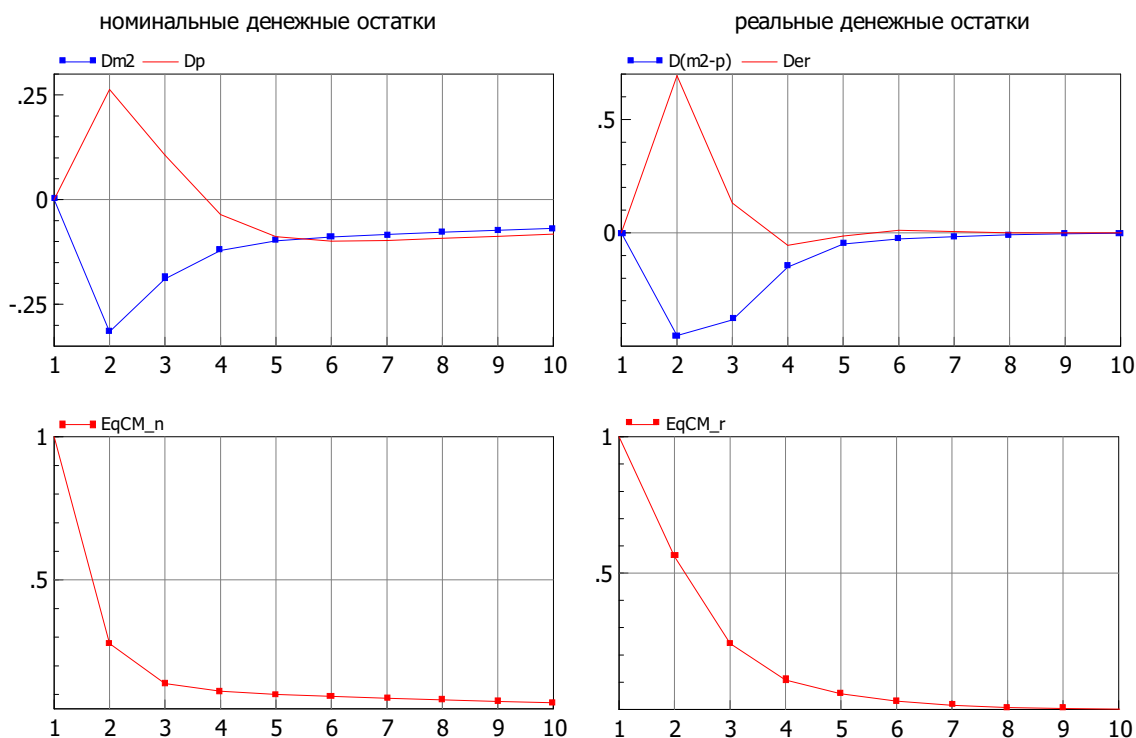 номинальные денежные остатки
реальные денежные остатки
Dm2 Dp
D(m2-p) Der
.25
0
-.25
1 2 3 4 5 6 7 8 9 10
.5
0
1 2 3 4 5 6 7 8 9 10
EqCM_n
EqCM_r
1
.5
1 2 3 4 5 6 7 8 9 10
1
.5
1 2 3 4 5 6 7 8 9 10